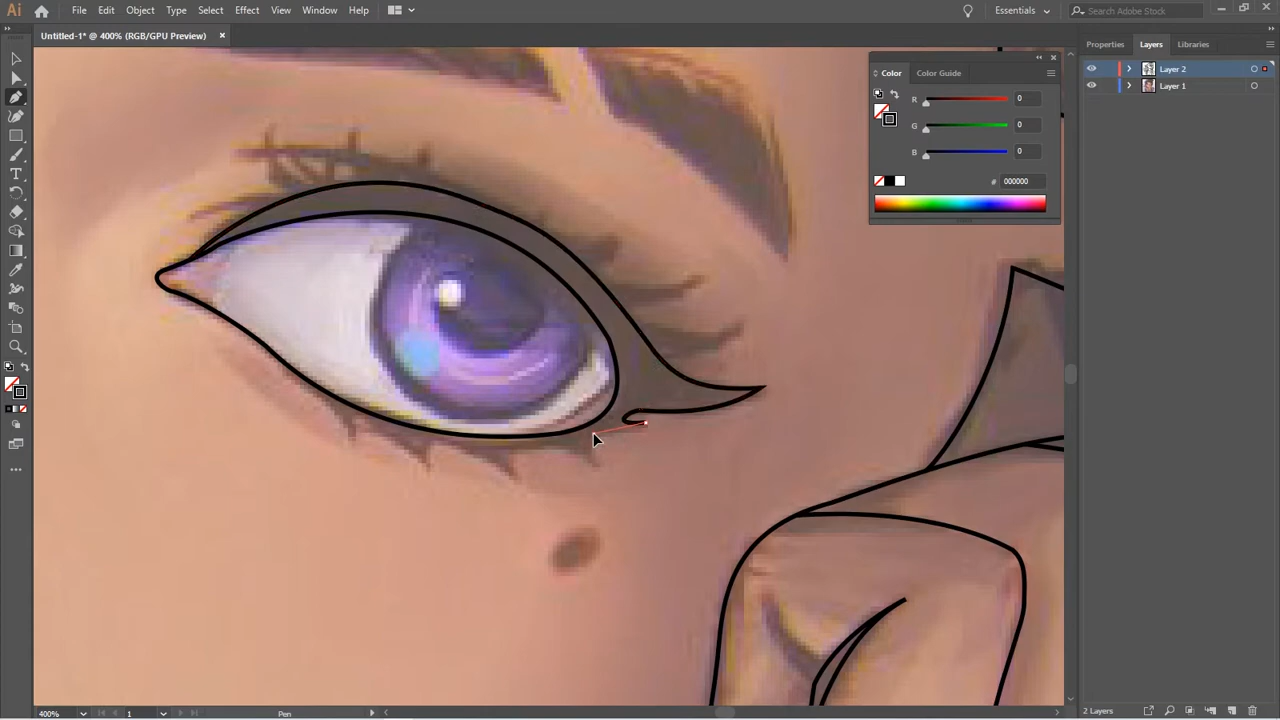 Ai File Edit Object Type Select Effect View Window Help Essentials Search Adobe Stock
Untitled-1* @ 400% (RGB/GPU Preview)
Properties Layers Libraries
Color Color Guide
Layer 2
Layer 1
R 0
G 0
B 0
# 000000
400% 1 Pen 2 Layers